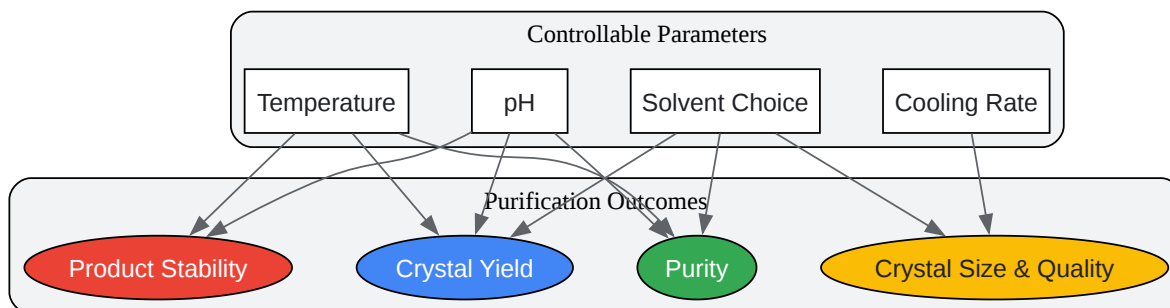 Controllable Parameters
Temperature
pH
Solvent Choice
Cooling Rate
Purification Outcomes
Product Stability
Crystal Yield
Purity
Crystal Size & Quality